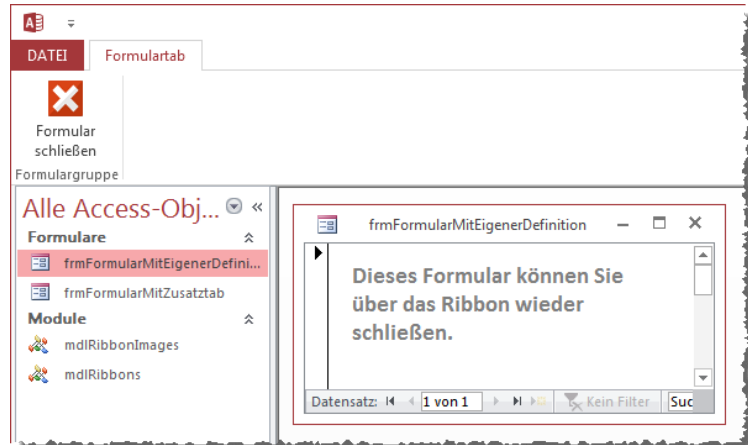 DATEI Formulartab
Formular
schließen
Formulargruppe
Alle Access-Obj...
Formulare
frmFormularMitEigenerDefini...
frmFormularMitZusatztab
Module
mdlRibbonImages
mdlRibbons
frmFormularMitEigenerDefinition
Dieses Formular können Sie
über das Ribbon wieder
schließen.
Datensatz: 1 von 1 Kein Filter Suc